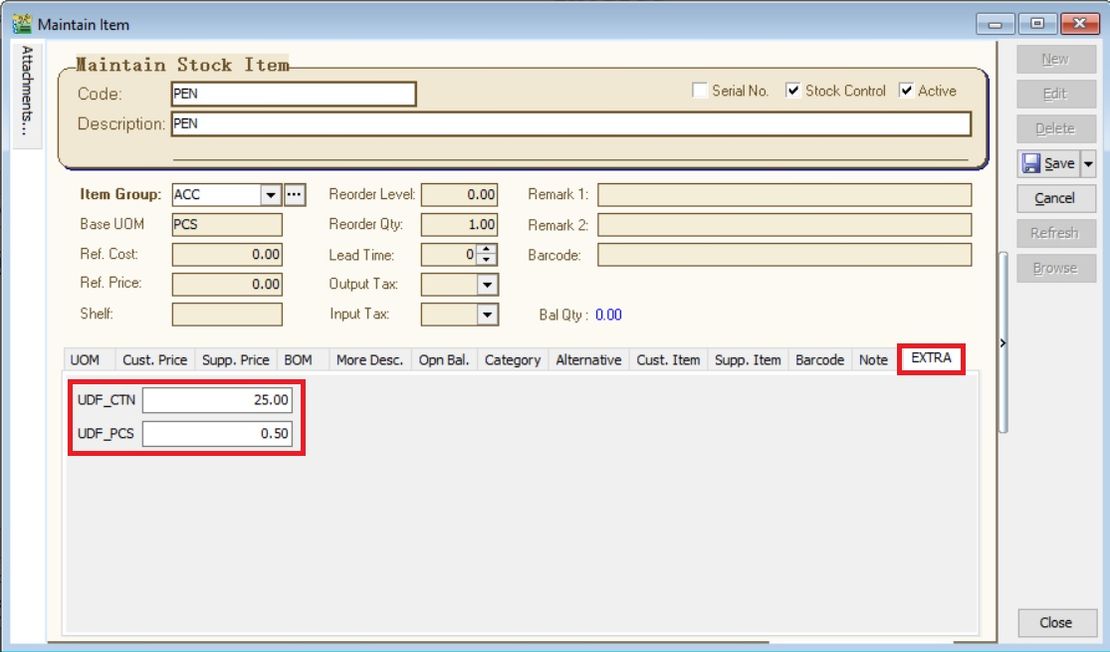 Maintain Item
Attachments...
Maintain Stock Item
Code: PEN
Serial No. Stock Control Active
Description: PEN
Item Group: ACC ... Reorder Level: 0.00 Remark 1:
Base UOM PCS Reorder Qty: 1.00 Remark 2:
Ref. Cost: 0.00 Lead Time: 0 Barcode:
Ref. Price: 0.00 Output Tax:
Shelf: Input Tax: Bal Qty : 0.00
UOM Cust. Price Supp. Price BOM More Desc. Opn Bal. Category Alternative Cust. Item Supp. Item Barcode Note EXTRA
UDF_CTN 25.00
UDF_PCS 0.50
New
Edit
Delete
Save
Cancel
Refresh
Browse
Close